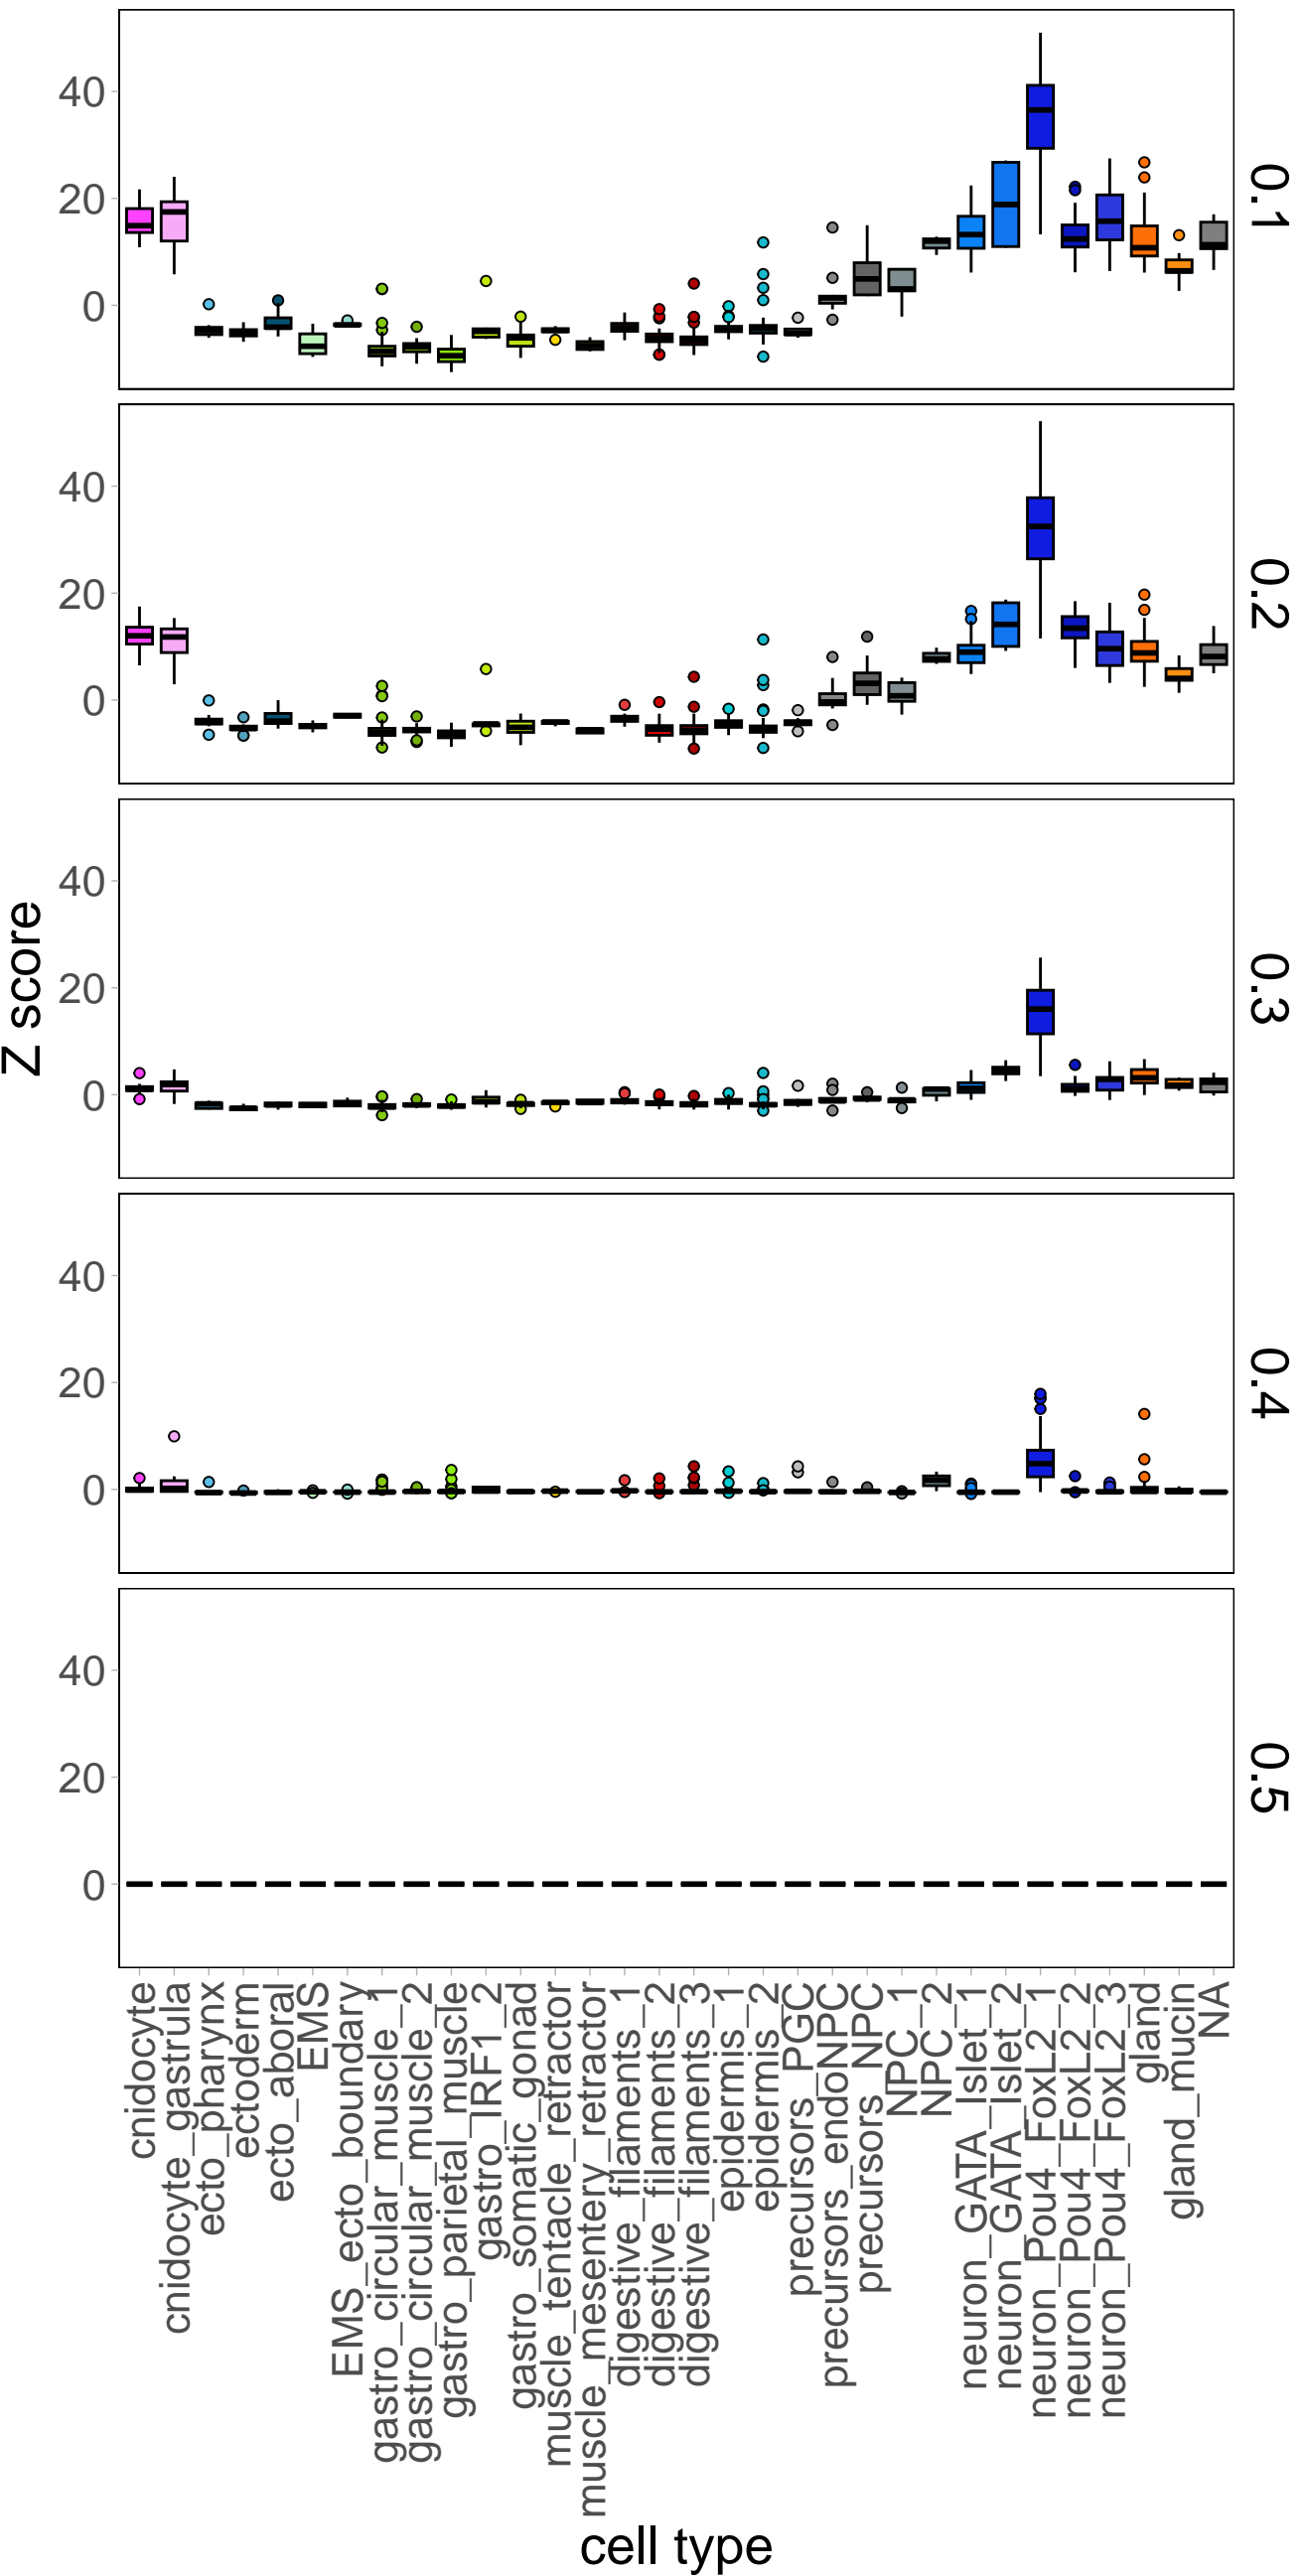 40
20
0
0.1
40
20
0
0.2
40
20
0
0.3
40
20
0
0.4
40
20
0
0.5
Z score
cnidocyte
cnidocyte_gastrula
ecto_pharynx
ectoderm
ecto_aboral
EMS
EMS_ecto_boundary
gastro_circular_muscle_1
gastro_circular_muscle_2
gastro_parietal_muscle
gastro_IRF1_2
gastro_somatic_gonad
muscle_tentacle_retractor
muscle_mesentery_retractor
digestive_filaments_1
digestive_filaments_2
digestive_filaments_3
epidermis_1
epidermis_2
precursors_PGC
precursors_endoNPC
precursors_NPC
NPC_1
NPC_2
neuron_GATA_Islet_1
neuron_GATA_Islet_2
neuron_Pou4_FoxL2_1
neuron_Pou4_FoxL2_2
neuron_Pou4_FoxL2_3
gland
gland_mucin
NA
cell type